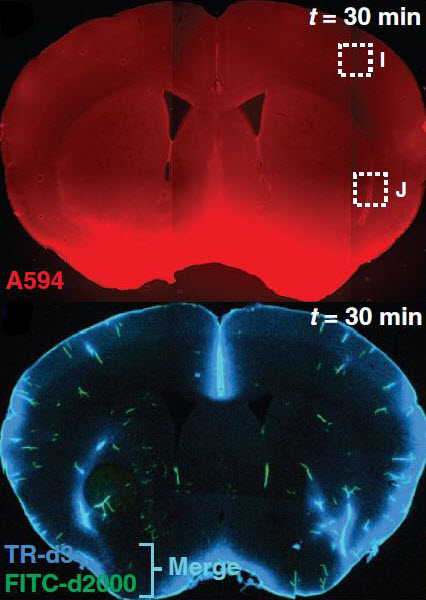 t = 30 min
I
J
A594
t = 30 min
TR-d3
Merge
FITC-d2000